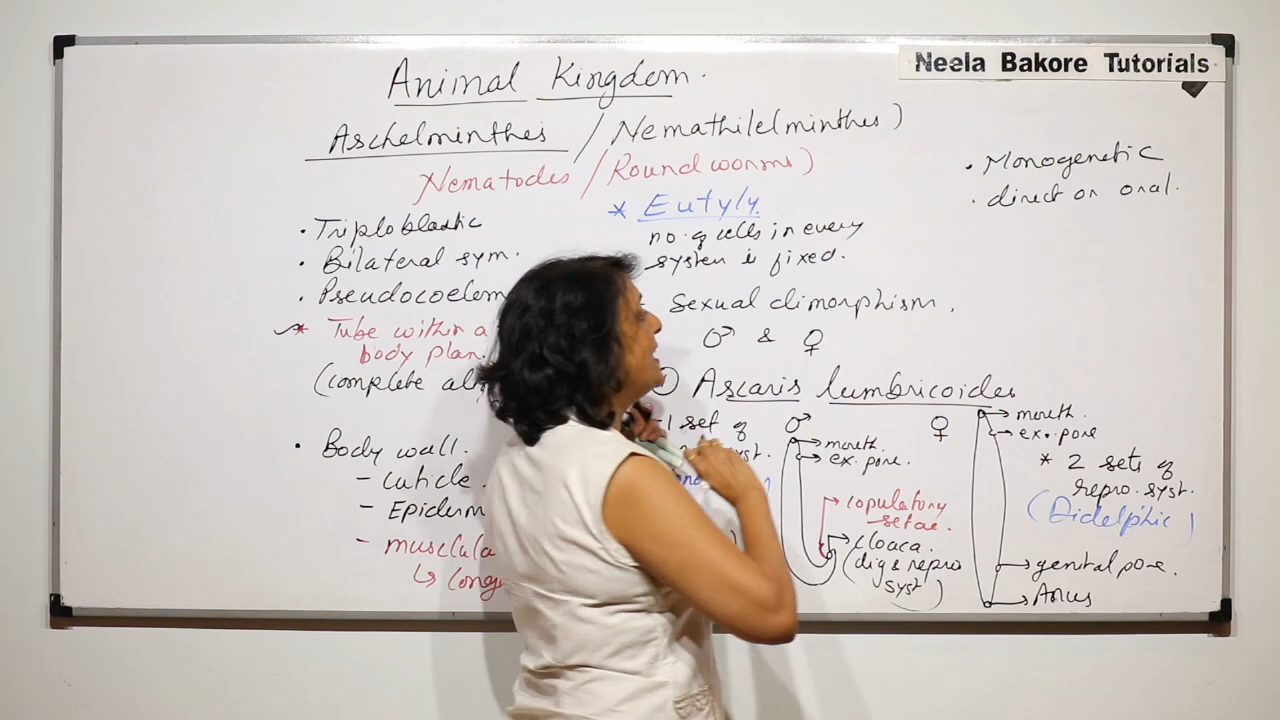 Neela Bakore Tutorials
Animal Kingdom.
Aschelminthes / Nemathilelminthes)
Nematodes / Roundworms)
• Triploblastic
• Bilateral sym.
• Pseudocoelom
* Tube within a
body plan.
(complete
• Body wall.
- cuticle.
- Epiderm
- muscula
↳ (long
* Eutyly.
no. of cells in every
system is fixed.
Sexual dimorphism.
♂ & ♀
Ascaris lumbricoides
-1 set of
syst.
♂
mouth.
ex. pore.
copulatory
setae.
cloaca.
(dig & repro
syst)
♀
mouth.
ex. pore
* 2 sets of
repro. syst.
(Didelphic)
genital pore.
Anus
• Monogenetic
• direct or oral.